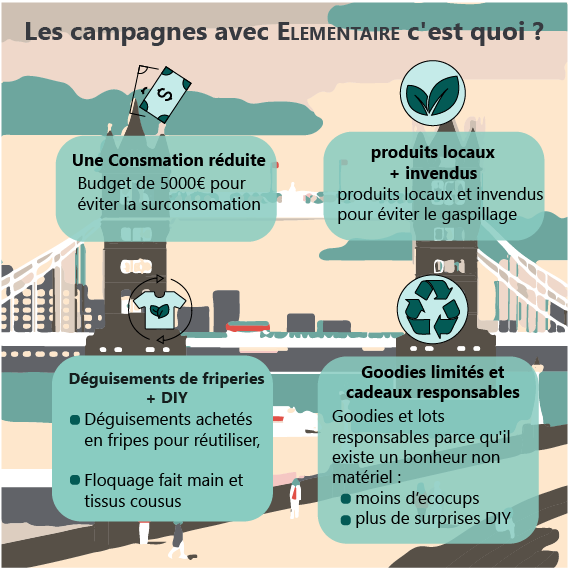 Les campagnes avec ELEMENTAIRE c'est quoi ?
$
Une Consmation réduite
Budget de 5000€ pour
éviter la surconsomation
produits locaux
+ invendus
produits locaux et invendus
pour éviter le gaspillage
Déguisements de friperies
+ DIY
Déguisements achetés
en fripes pour réutiliser,
Floquage fait main et
tissus cousus
Goodies limités et
cadeaux responsables
Goodies et lots
responsables parce qu'il
existe un bonheur non
matériel :
moins d'ecocups
plus de surprises DIY